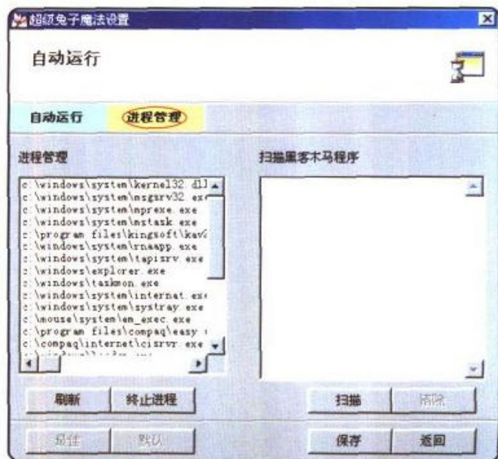 超级兔子魔法设置
自动运行
自动运行
进程管理
进程管理
扫描黑客木马程序
c:\windows\system\kernel32.dll
c:\windows\system\msgsrv32.exe
c:\windows\system\mprexe.exe
c:\windows\system\mstask.exe
c:\program files\kingsoft\kav
c:\windows\system\rnaapp.exe
c:\windows\system\tapisrv.exe
c:\windows\explorer.exe
c:\windows\taskmon.exe
c:\windows\system\internat.exe
c:\windows\system\systray.exe
c:\mouse\system\em_exec.exe
c:\program files\compaq\easy
c:\compaq\internet\cisrvr.exe
刷新
终止进程
扫描
清除
最佳
默认
保存
返回